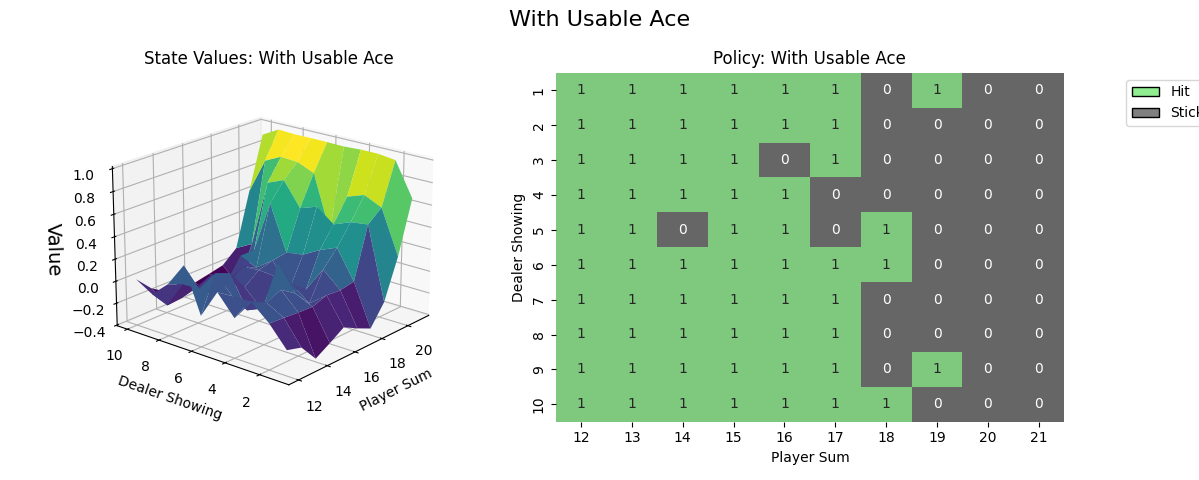 With Usable Ace
State Values: With Usable Ace
1.0
0.8
0.6
0.4
0.2
0.0
−0.2
−0.4
Value
10
8
6
4
2
Dealer Showing
12
14
16
18
20
Player Sum
Policy: With Usable Ace
1 1 1 1 1 1 1 0 1 0 0
2 1 1 1 1 1 1 0 0 0 0
3 1 1 1 1 0 1 0 0 0 0
4 1 1 1 1 1 0 0 0 0 0
5 1 1 0 1 1 0 1 0 0 0
6 1 1 1 1 1 1 1 0 0 0
7 1 1 1 1 1 1 0 0 0 0
8 1 1 1 1 1 1 0 0 0 0
9 1 1 1 1 1 1 0 1 0 0
10 1 1 1 1 1 1 1 0 0 0
Dealer Showing
12 13 14 15 16 17 18 19 20 21
Player Sum
Hit
Stick